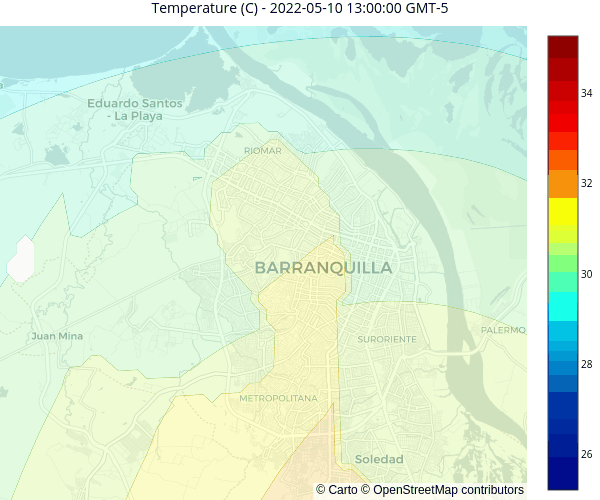 Temperature (C) - 2022-05-10 13:00:00 GMT-5
Eduardo Santos
- La Playa
RIOMAR
BARRANQUILLA
Juan Mina
SURORIENTE
PALERMO
METROPOLITANA
Soledad
© Carto © OpenStreetMap contributors
34
32
30
28
26